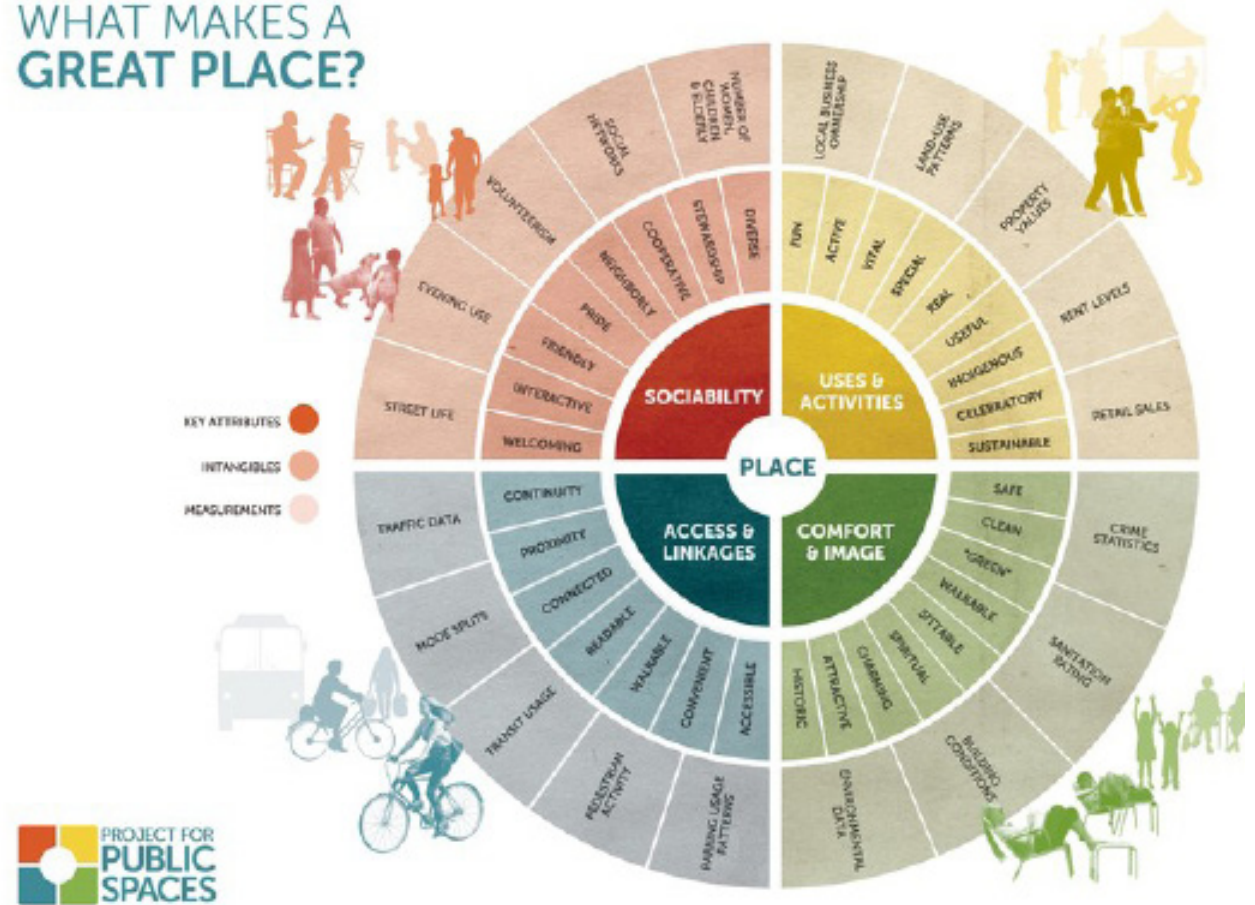 WHAT MAKES A
GREAT PLACE?
KEY ATTRIBUTES
INTANGIBLES
MEASUREMENTS
PLACE
SOCIABILITY
USES &
ACTIVITIES
ACCESS &
LINKAGES
COMFORT
& IMAGE
WELCOMING
INTERACTIVE
FRIENDLY
PRIDE
NEIGHBORLY
COOPERATIVE
STEWARDSHIP
DIVERSE
FUN
ACTIVE
VITAL
SPECIAL
REAL
USEFUL
INDIGENOUS
CELEBRATORY
SUSTAINABLE
SAFE
CLEAN
"GREEN"
WALKABLE
SITTABLE
SPIRITUAL
CHARMING
ATTRACTIVE
HISTORIC
ACCESSIBLE
CONVENIENT
WALKABLE
READABLE
CONNECTED
PROXIMITY
CONTINUITY
STREET LIFE
EVENING USE
VOLUNTEERISM
SOCIAL
NETWORKS
NUMBER OF
WOMEN,
CHILDREN
& ELDERLY
LOCAL BUSINESS
OWNERSHIP
LAND-USE
PATTERNS
PROPERTY
VALUES
RENT LEVELS
RETAIL SALES
CRIME
STATISTICS
SANITATION
RATING
BUILDING
CONDITIONS
ENVIRONMENTAL
DATA
PARKING USAGE
PATTERNS
PEDESTRIAN
ACTIVITY
TRANSIT USAGE
MODE SPLITS
TRAFFIC DATA
PROJECT FOR
PUBLIC
SPACES